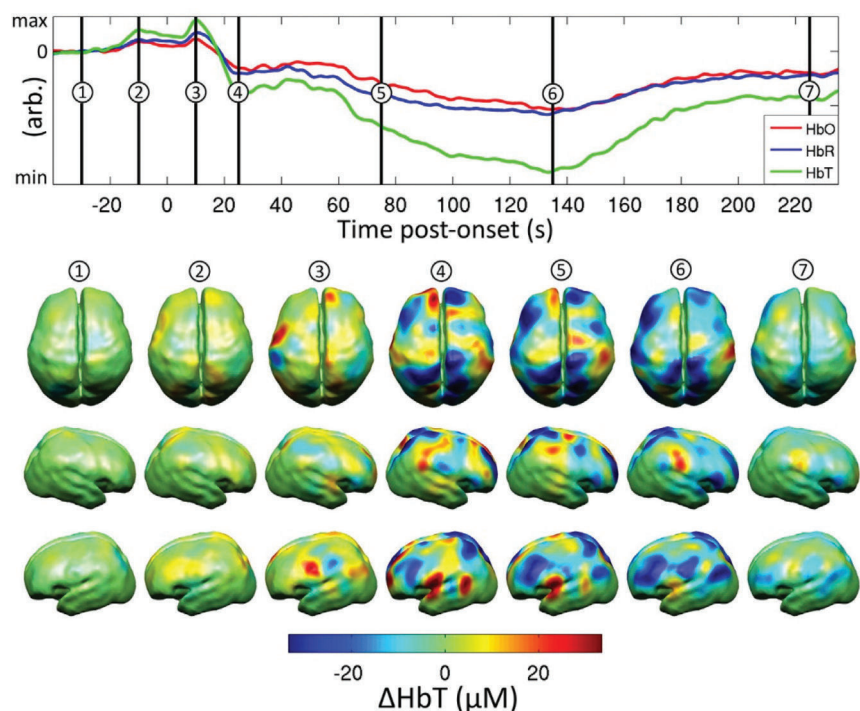 max
0
(arb.)
min
① ② ③ ④ ⑤ ⑥ ⑦
HbO
HbR
HbT
-20 0 20 40 60 80 100 120 140 160 180 200 220
Time post-onset (s)
① ② ③ ④ ⑤ ⑥ ⑦
-20 0 20
ΔHbT (μM)